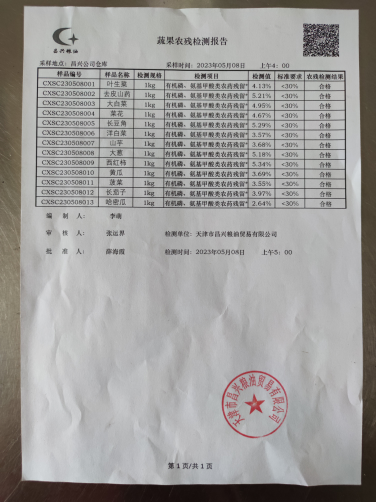 昌兴粮油
蔬果农残检测报告
采样地点：昌兴公司仓库 采样时间：2023年05月08日 上午4：00
样品编号 样品名称 检测规格 检测项目 检测值 标准要求 农残检测结果
CXSC230508001 叶生菜 1kg 有机磷、氨基甲酸类农药残留* 4.13% <30% 合格
CXSC230508002 去皮山药 1kg 有机磷、氨基甲酸类农药残留* 5.21% <30% 合格
CXSC230508003 大白菜 1kg 有机磷、氨基甲酸类农药残留* 4.95% <30% 合格
CXSC230508004 菜花 1kg 有机磷、氨基甲酸类农药残留* 4.67% <30% 合格
CXSC230508005 长豆角 1kg 有机磷、氨基甲酸类农药残留* 5.29% <30% 合格
CXSC230508006 洋白菜 1kg 有机磷、氨基甲酸类农药残留* 3.57% <30% 合格
CXSC230508007 山芋 1kg 有机磷、氨基甲酸类农药残留* 3.68% <30% 合格
CXSC230508008 大葱 1kg 有机磷、氨基甲酸类农药残留* 5.18% <30% 合格
CXSC230508009 西红柿 1kg 有机磷、氨基甲酸类农药残留* 5.34% <30% 合格
CXSC230508010 黄瓜 1kg 有机磷、氨基甲酸类农药残留* 3.69% <30% 合格
CXSC230508011 菠菜 1kg 有机磷、氨基甲酸类农药残留* 3.55% <30% 合格
CXSC230508012 长茄子 1kg 有机磷、氨基甲酸类农药残留* 3.97% <30% 合格
CXSC230508013 哈密瓜 1kg 有机磷、氨基甲酸类农药残留* 2.64% <30% 合格
编 制 人： 李萌
审 核 人： 张运界 检测单位：天津市昌兴粮油贸易有限公司
批 准 人： 薛海霞 检测时间：2023年05月08日 上午5：00
天津市昌兴粮油贸易有限公司
第1页/共1页